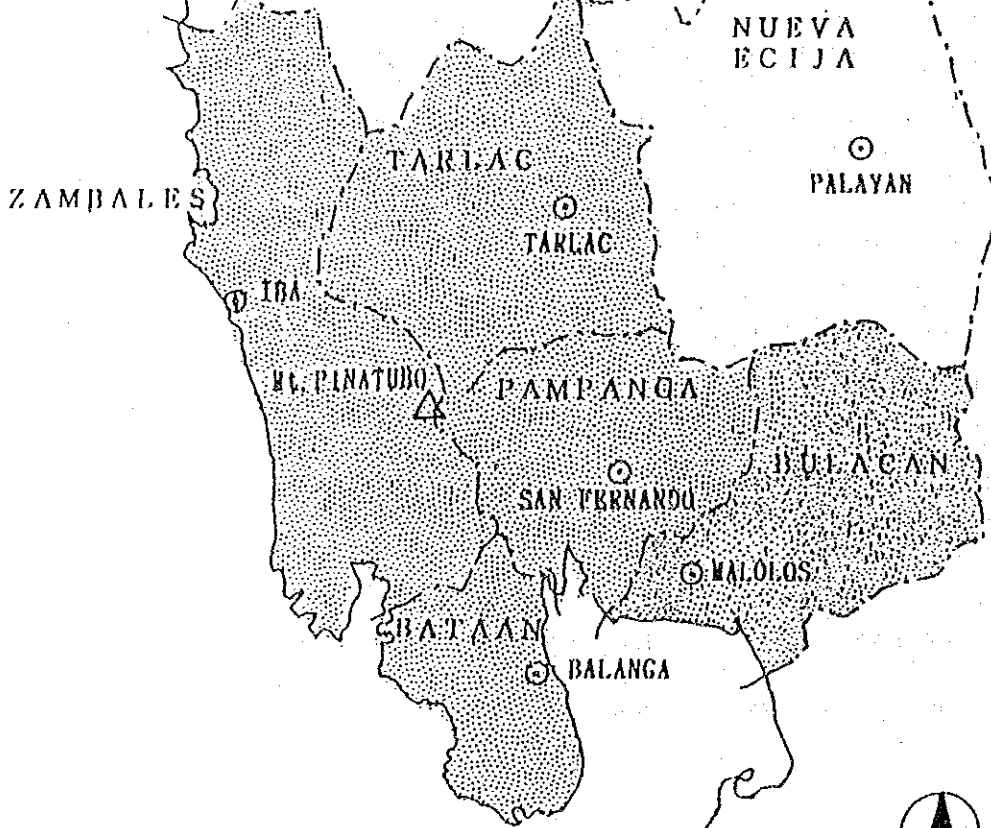 NUEVA
ECIJA
TARLAC
PALAYAN
ZAMBALES
TARLAC
IBA
Mt. PINATUBO
PAMPANGA
BULACAN
SAN FERNANDO
MALOLOS
BATAAN
BALANGA